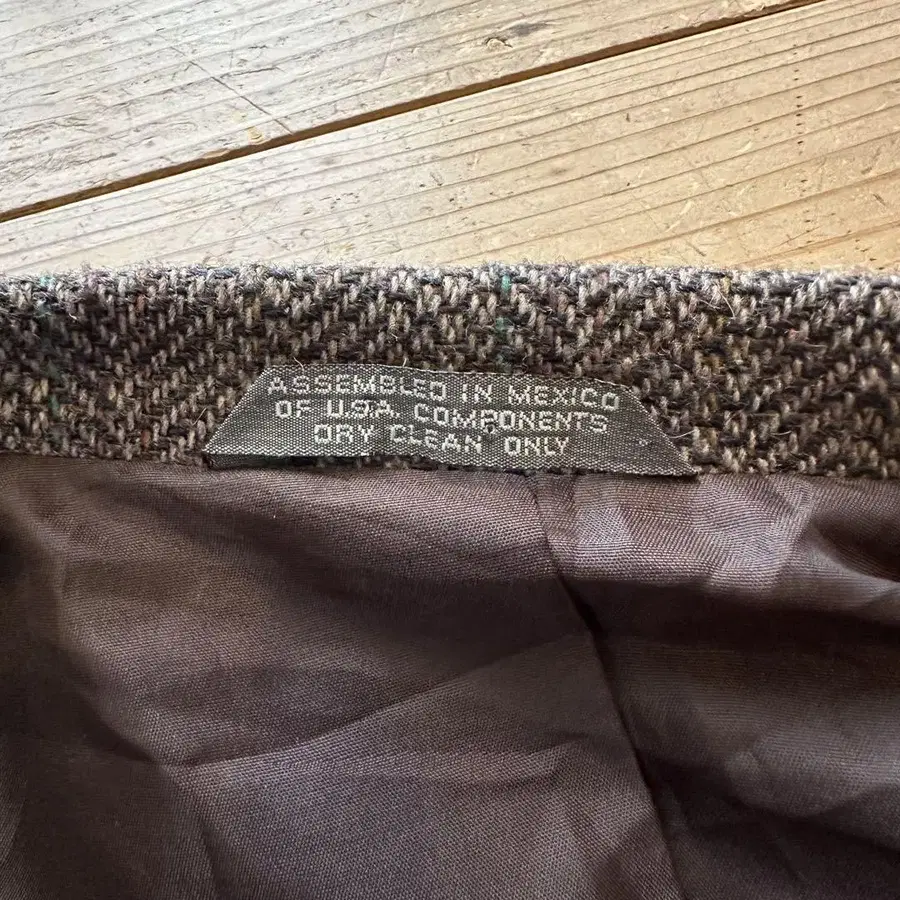 ASSEMBLED IN MEXICO
OF U.S.A. COMPONENTS
DRY CLEAN ONLY